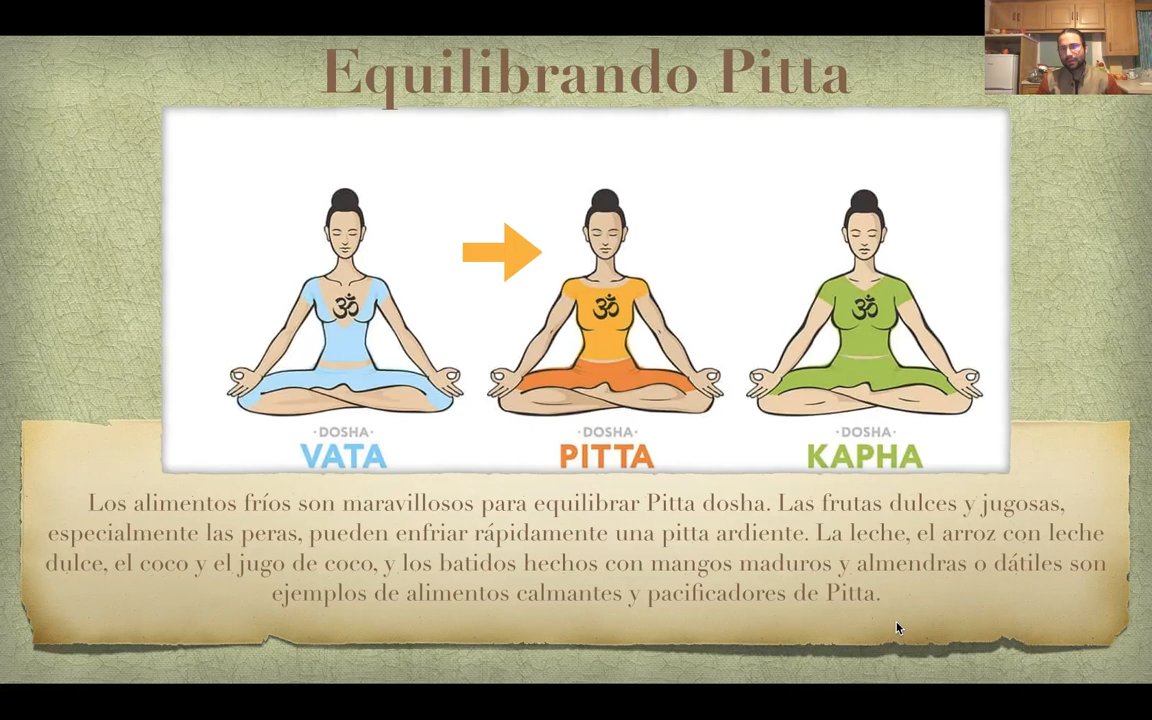 Equilibrando Pitta
ॐ ॐ ॐ
·DOSHA· ·DOSHA· ·DOSHA·
VATA PITTA KAPHA
Los alimentos fríos son maravillosos para equilibrar Pitta dosha. Las frutas dulces y jugosas,
especialmente las peras, pueden enfriar rápidamente una pitta ardiente. La leche, el arroz con leche
dulce, el coco y el jugo de coco, y los batidos hechos con mangos maduros y almendras o dátiles son
ejemplos de alimentos calmantes y pacificadores de Pitta.